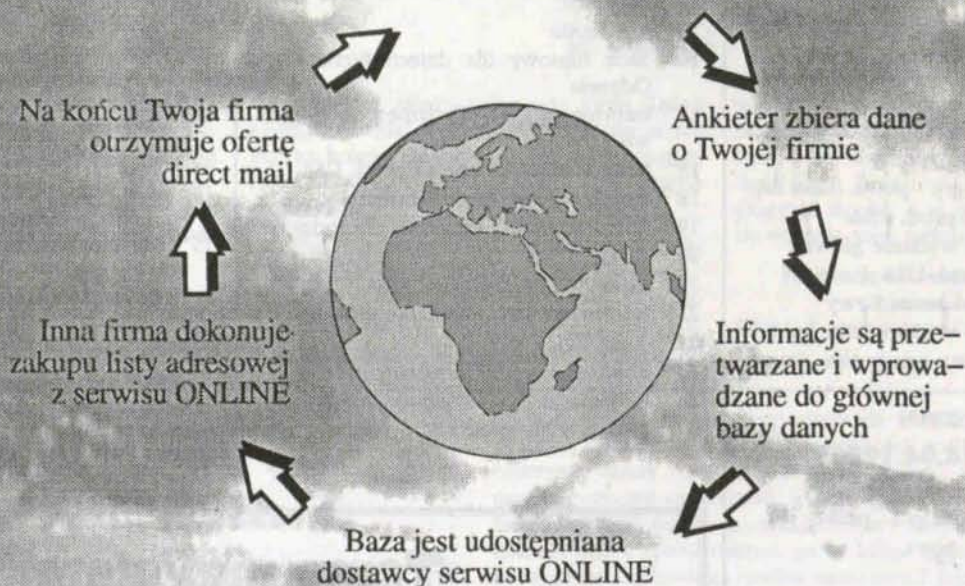 Ankieter zbiera dane
o Twojej firmie
Informacje są prze–
twarzane i wprowa–
dzane do głównej
bazy danych
Baza jest udostępniana
dostawcy serwisu ONLINE
Inna firma dokonuje
zakupu listy adresowej
z serwisu ONLINE
Na końcu Twoja firma
otrzymuje ofertę
direct mail